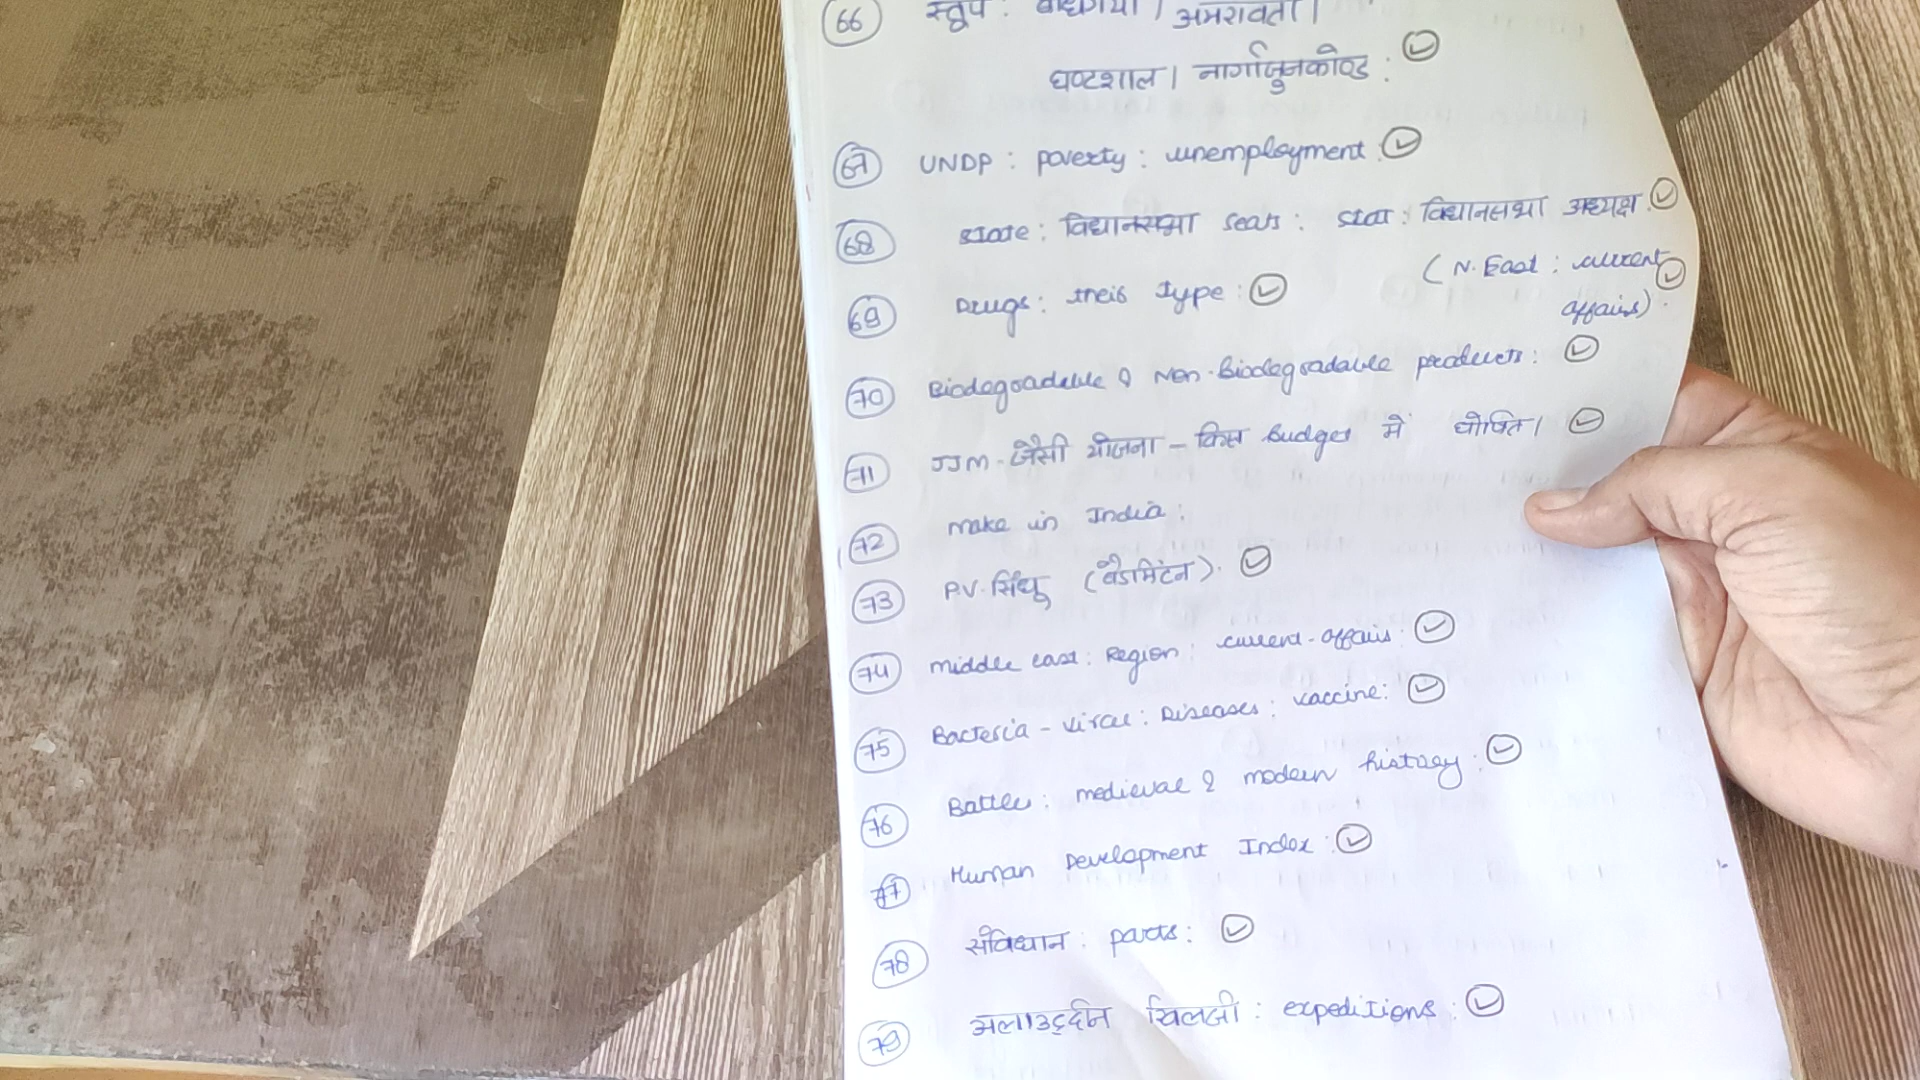 66 स्तूप : बोधगया । अमरावती ।
घण्टशाल । नार्गाजुनकोण्ड :
67 UNDP : poverty : unemployment
68 State : विधानसभा seats : State : विधानसभा अध्यक्ष
(N. East : current
69 Drugs : their type :
affairs)
70 Biodegradable & Non-Biodegradable products :
71 JJM - जैसी योजना - किस Budget में घोषित ।
72 Make in India :
73 P.V. सिंधू (बैडमिंटन)
74 middle east : Region : current-affairs :
75 Bacteria - viral : Diseases : vaccine :
76 Battle : medieval & modern history :
77 Human Development Index :
78 संविधान : parts :
79 अलाउद्दीन खिलजी : expeditions :